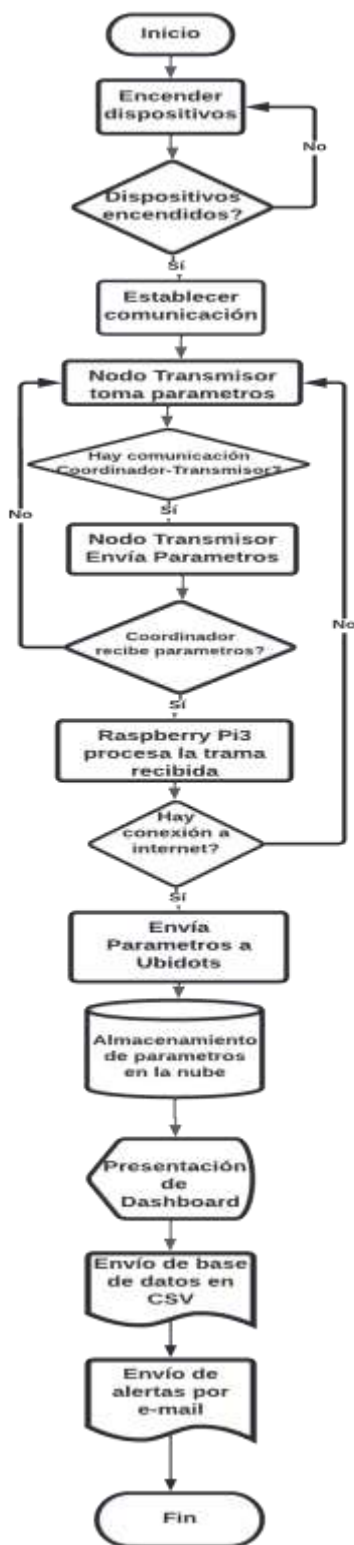 Inicio
Encender
dispositivos
No
Dispositivos
encendidos?
Sí
Establecer
comunicación
Nodo Transmisor
toma parametros
Hay comunicación
Coordinador-Transmisor?
No
Sí
Nodo Transmisor
Envía Parametros
No
Coordinador
recibe parametros?
Sí
Raspberry Pi3
procesa la trama
recibida
Hay
conexión a
internet?
Sí
Envía
Parametros a
Ubidots
Almacenamiento
de parametros
en la nube
Presentación
de
Dashboard
Envío de base
de datos en
CSV
Envío de
alertas por
e-mail
Fin